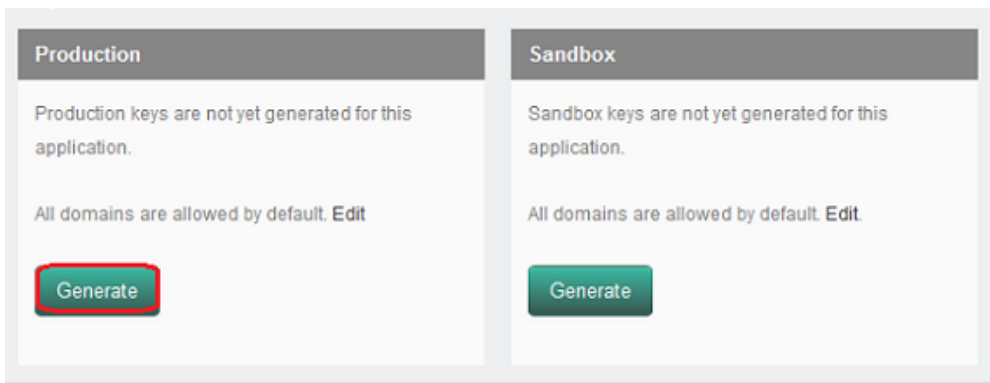 Production
Production keys are not yet generated for this
application.
All domains are allowed by default. Edit
Generate
Sandbox
Sandbox keys are not yet generated for this
application.
All domains are allowed by default. Edit.
Generate